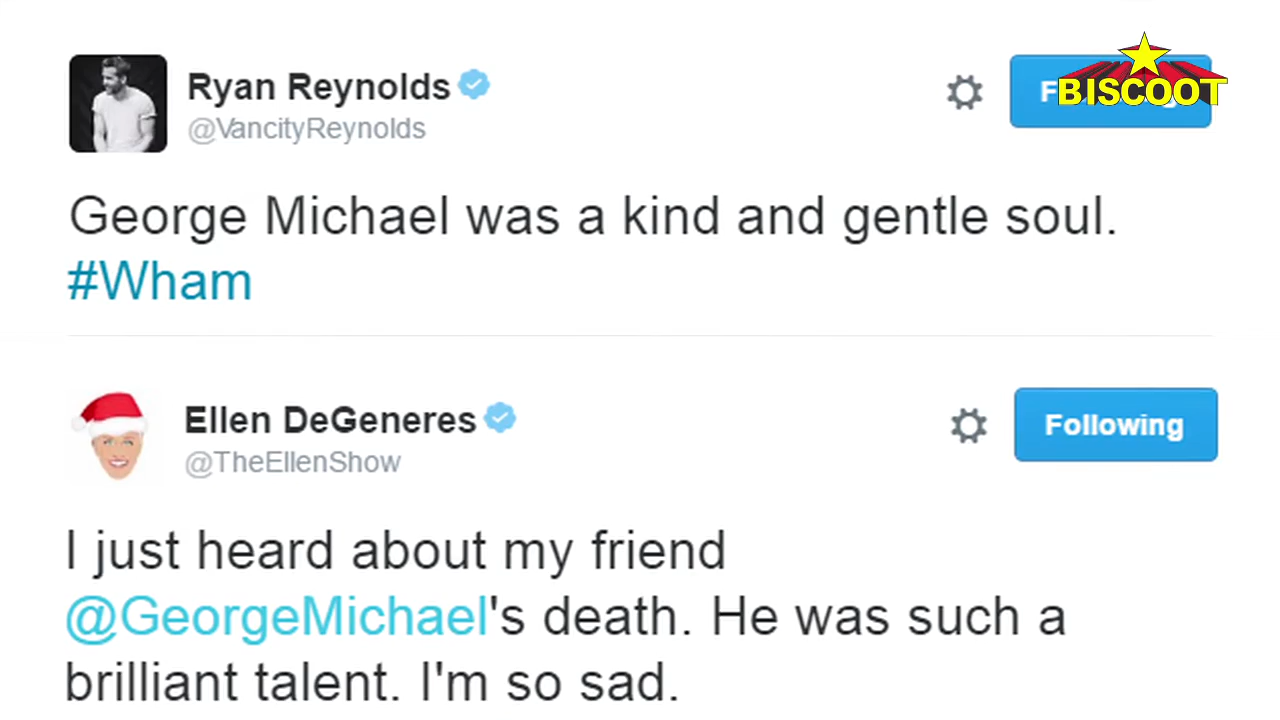 Ryan Reynolds
@VancityReynolds
BISCOOT
George Michael was a kind and gentle soul.
#Wham
Ellen DeGeneres
@TheEllenShow
Following
I just heard about my friend
@GeorgeMichael's death. He was such a
brilliant talent. I'm so sad.